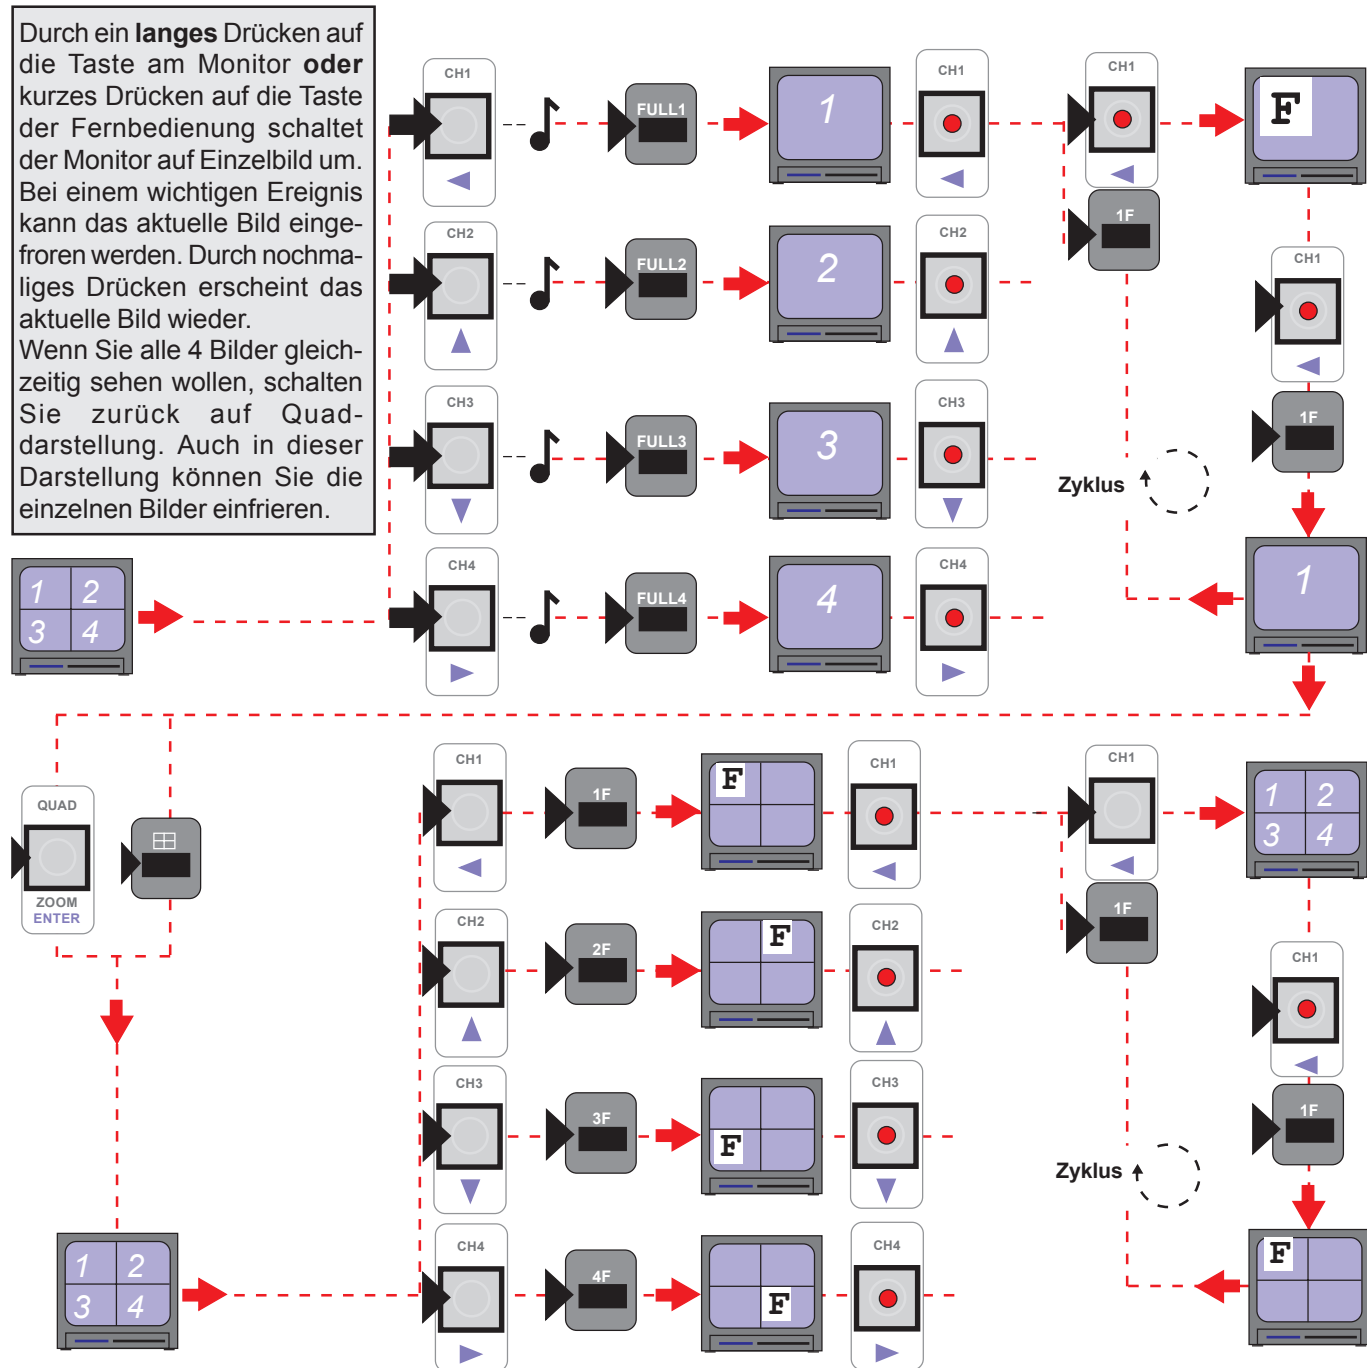 Durch ein langes Drücken auf
die Taste am Monitor oder
kurzes Drücken auf die Taste
der Fernbedienung schaltet
der Monitor auf Einzelbild um.
Bei einem wichtigen Ereignis
kann das aktuelle Bild einge-
froren werden. Durch nochma-
liges Drücken erscheint das
aktuelle Bild wieder.
Wenn Sie alle 4 Bilder gleich-
zeitig sehen wollen, schalten
Sie zurück auf Quad-
darstellung. Auch in dieser
Darstellung können Sie die
einzelnen Bilder einfrieren.
CH1 FULL1 1 CH1 CH1 F
1F
CH2 FULL2 2 CH2
CH1
CH3 FULL3 3 CH3
1F
Zyklus
1 2
3 4
CH4 FULL4 4 CH4
1
QUAD
ZOOM
ENTER
CH1 1F F CH1 CH1
1 2
3 4
1F
CH2 2F F CH2
CH1
CH3 3F F CH3
1F
Zyklus
1 2
3 4
CH4 4F F CH4
F